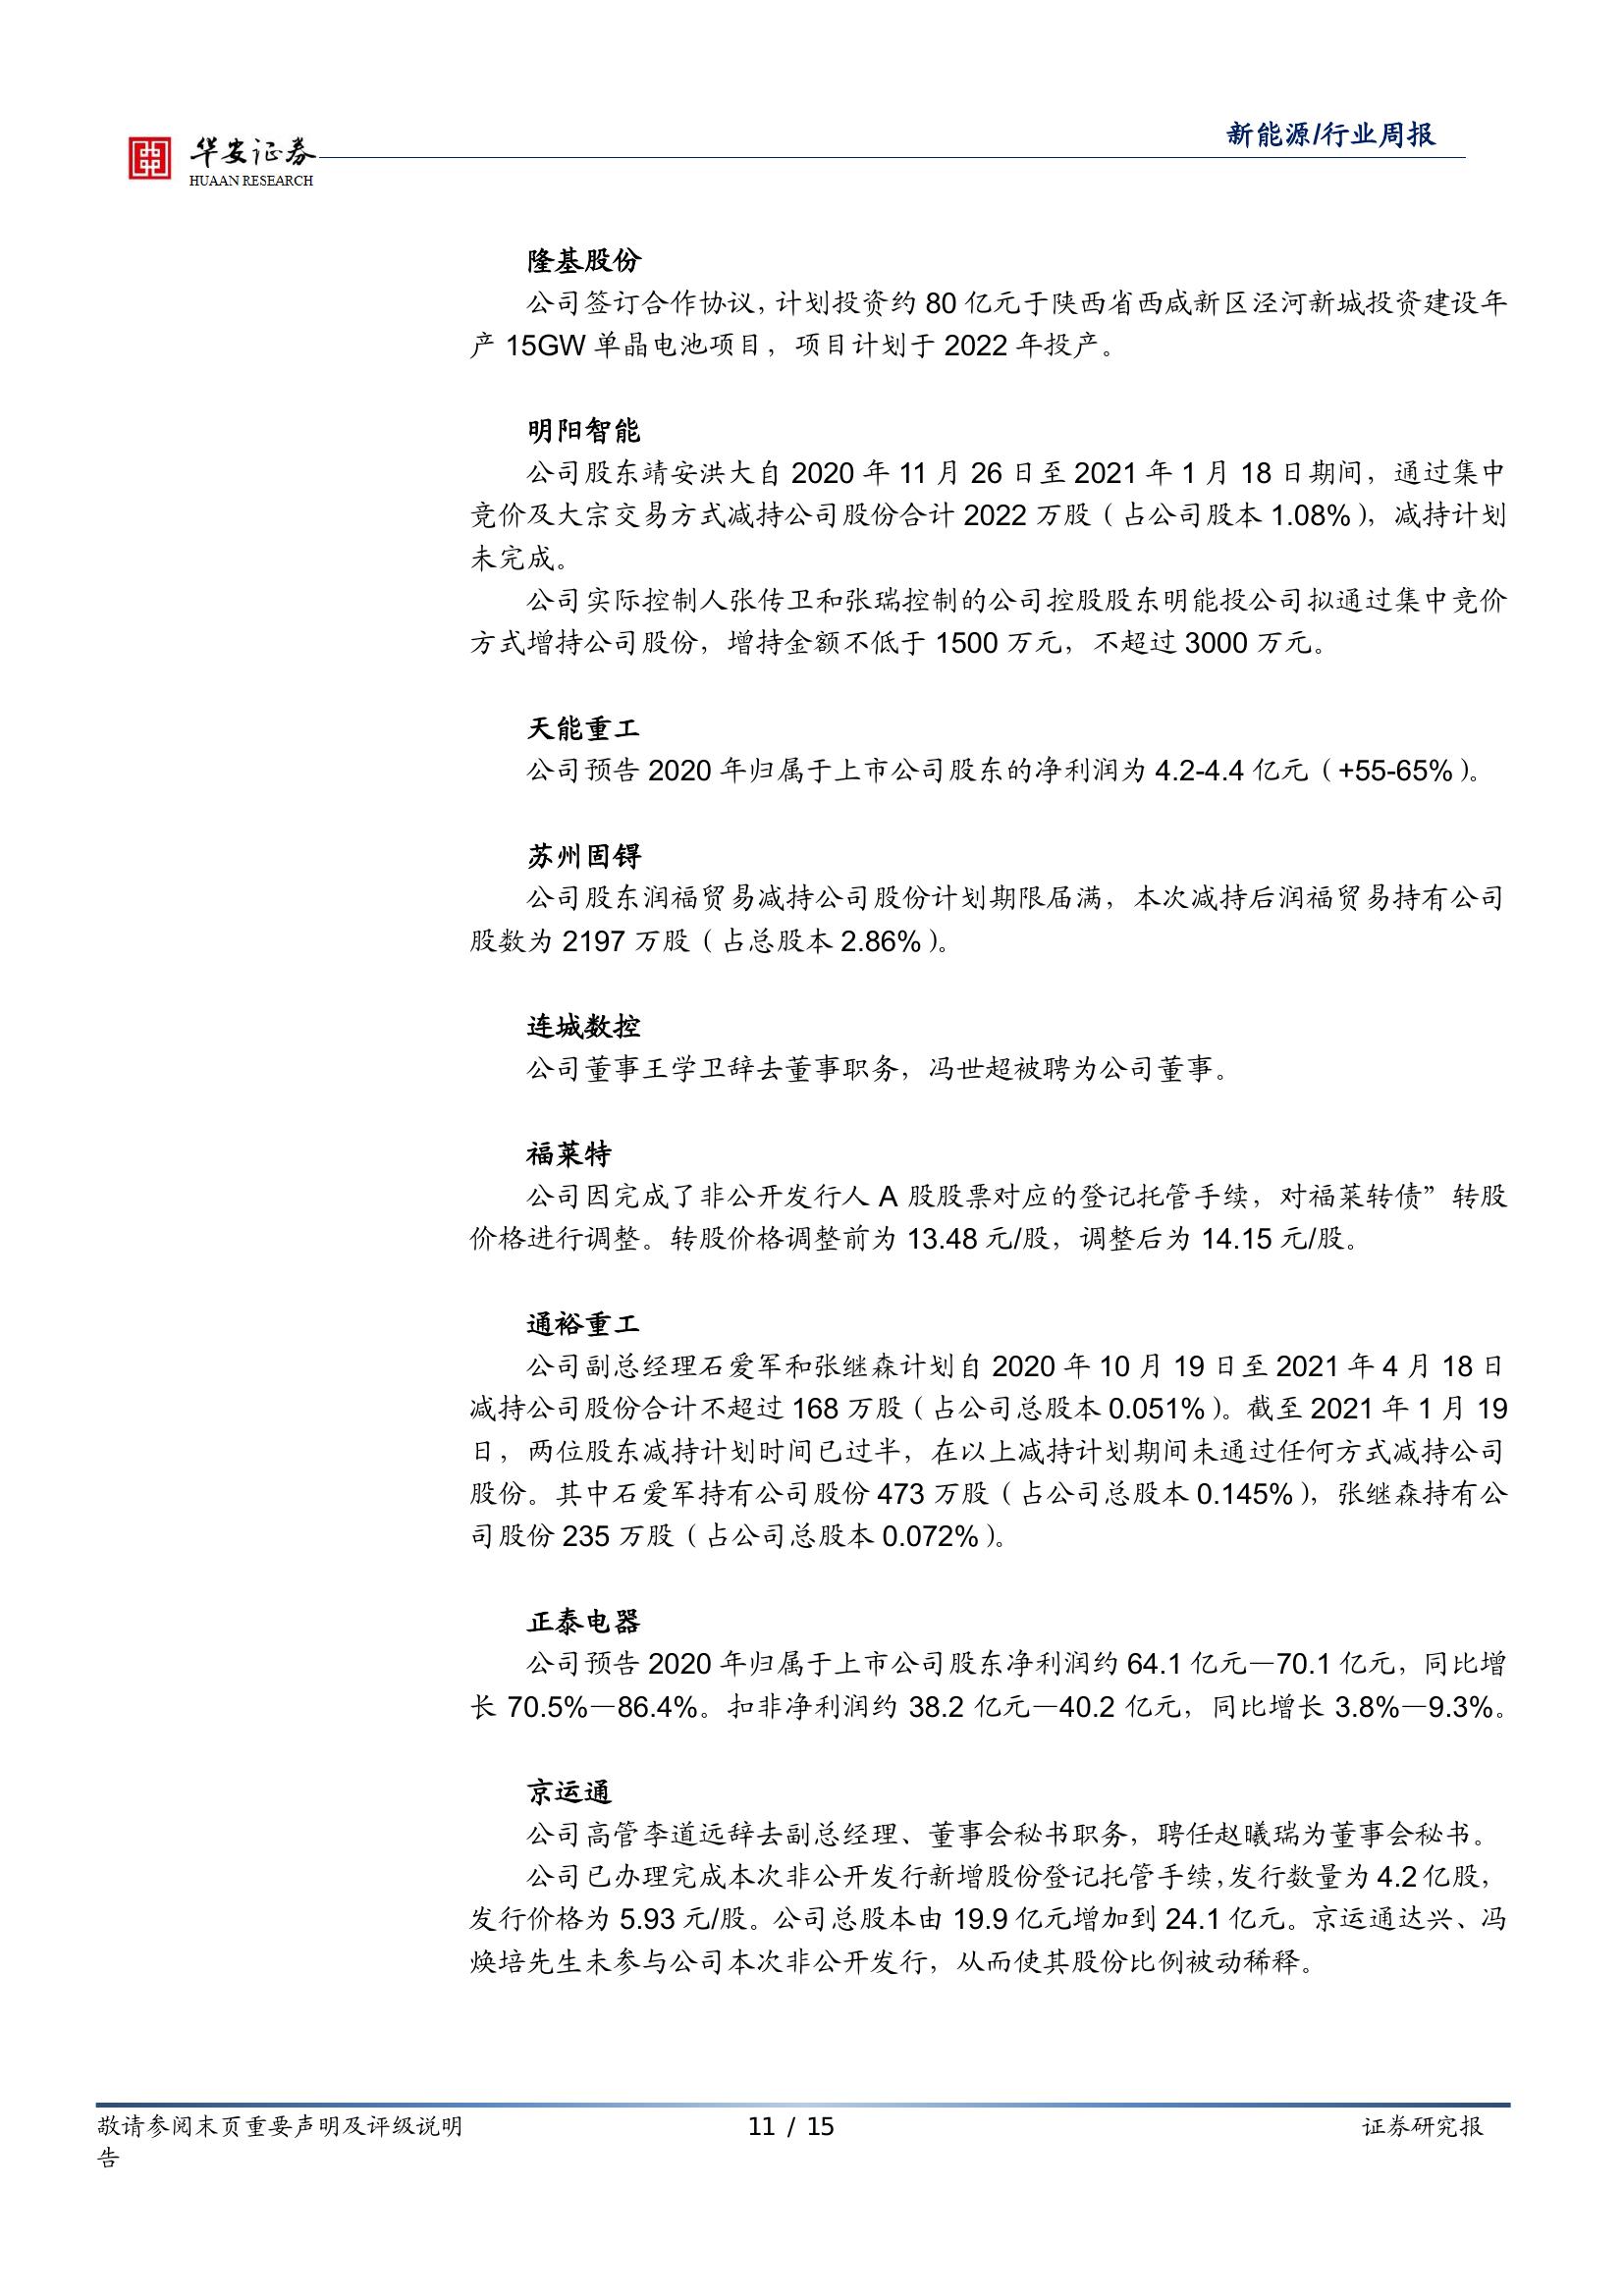 华安证券
HUAAN RESEARCH
新能源/行业周报
隆基股份
公司签订合作协议，计划投资约 80 亿元于陕西省西咸新区泾河新城投资建设年
产 15GW 单晶电池项目，项目计划于 2022 年投产。
明阳智能
公司股东靖安洪大自 2020 年 11 月 26 日至 2021 年 1 月 18 日期间，通过集中
竞价及大宗交易方式减持公司股份合计 2022 万股（占公司股本 1.08%），减持计划
未完成。
公司实际控制人张传卫和张瑞控制的公司控股股东明能投公司拟通过集中竞价
方式增持公司股份，增持金额不低于 1500 万元，不超过 3000 万元。
天能重工
公司预告 2020 年归属于上市公司股东的净利润为 4.2-4.4 亿元（+55-65%）。
苏州固锝
公司股东润福贸易减持公司股份计划期限届满，本次减持后润福贸易持有公司
股数为 2197 万股（占总股本 2.86%）。
连城数控
公司董事王学卫辞去董事职务，冯世超被聘为公司董事。
福莱特
公司因完成了非公开发行人 A 股股票对应的登记托管手续，对福莱转债”转股
价格进行调整。转股价格调整前为 13.48 元/股，调整后为 14.15 元/股。
通裕重工
公司副总经理石爱军和张继森计划自 2020 年 10 月 19 日至 2021 年 4 月 18 日
减持公司股份合计不超过 168 万股（占公司总股本 0.051%）。截至 2021 年 1 月 19
日，两位股东减持计划时间已过半，在以上减持计划期间未通过任何方式减持公司
股份。其中石爱军持有公司股份 473 万股（占公司总股本 0.145%），张继森持有公
司股份 235 万股（占公司总股本 0.072%）。
正泰电器
公司预告 2020 年归属于上市公司股东净利润约 64.1 亿元—70.1 亿元，同比增
长 70.5%—86.4%。扣非净利润约 38.2 亿元—40.2 亿元，同比增长 3.8%—9.3%。
京运通
公司高管李道远辞去副总经理、董事会秘书职务，聘任赵曦瑞为董事会秘书。
公司已办理完成本次非公开发行新增股份登记托管手续，发行数量为 4.2 亿股，
发行价格为 5.93 元/股。公司总股本由 19.9 亿元增加到 24.1 亿元。京运通达兴、冯
焕培先生未参与公司本次非公开发行，从而使其股份比例被动稀释。
敬请参阅末页重要声明及评级说明 11 / 15 证券研究报
告